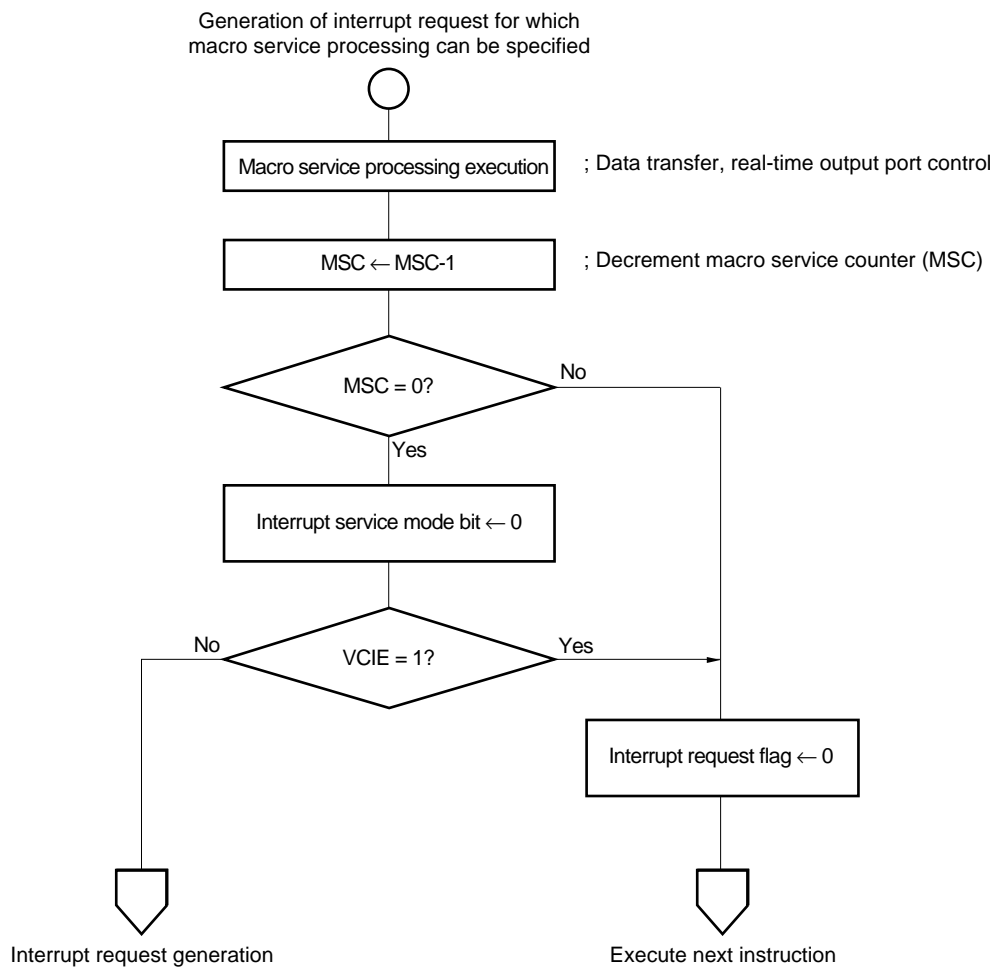 Generation of interrupt request for which
macro service processing can be specified
Macro service processing execution
; Data transfer, real-time output port control
MSC ← MSC-1
; Decrement macro service counter (MSC)
MSC = 0?
No
Yes
Interrupt service mode bit ← 0
No
VCIE = 1?
Yes
Interrupt request flag ← 0
Interrupt request generation
Execute next instruction